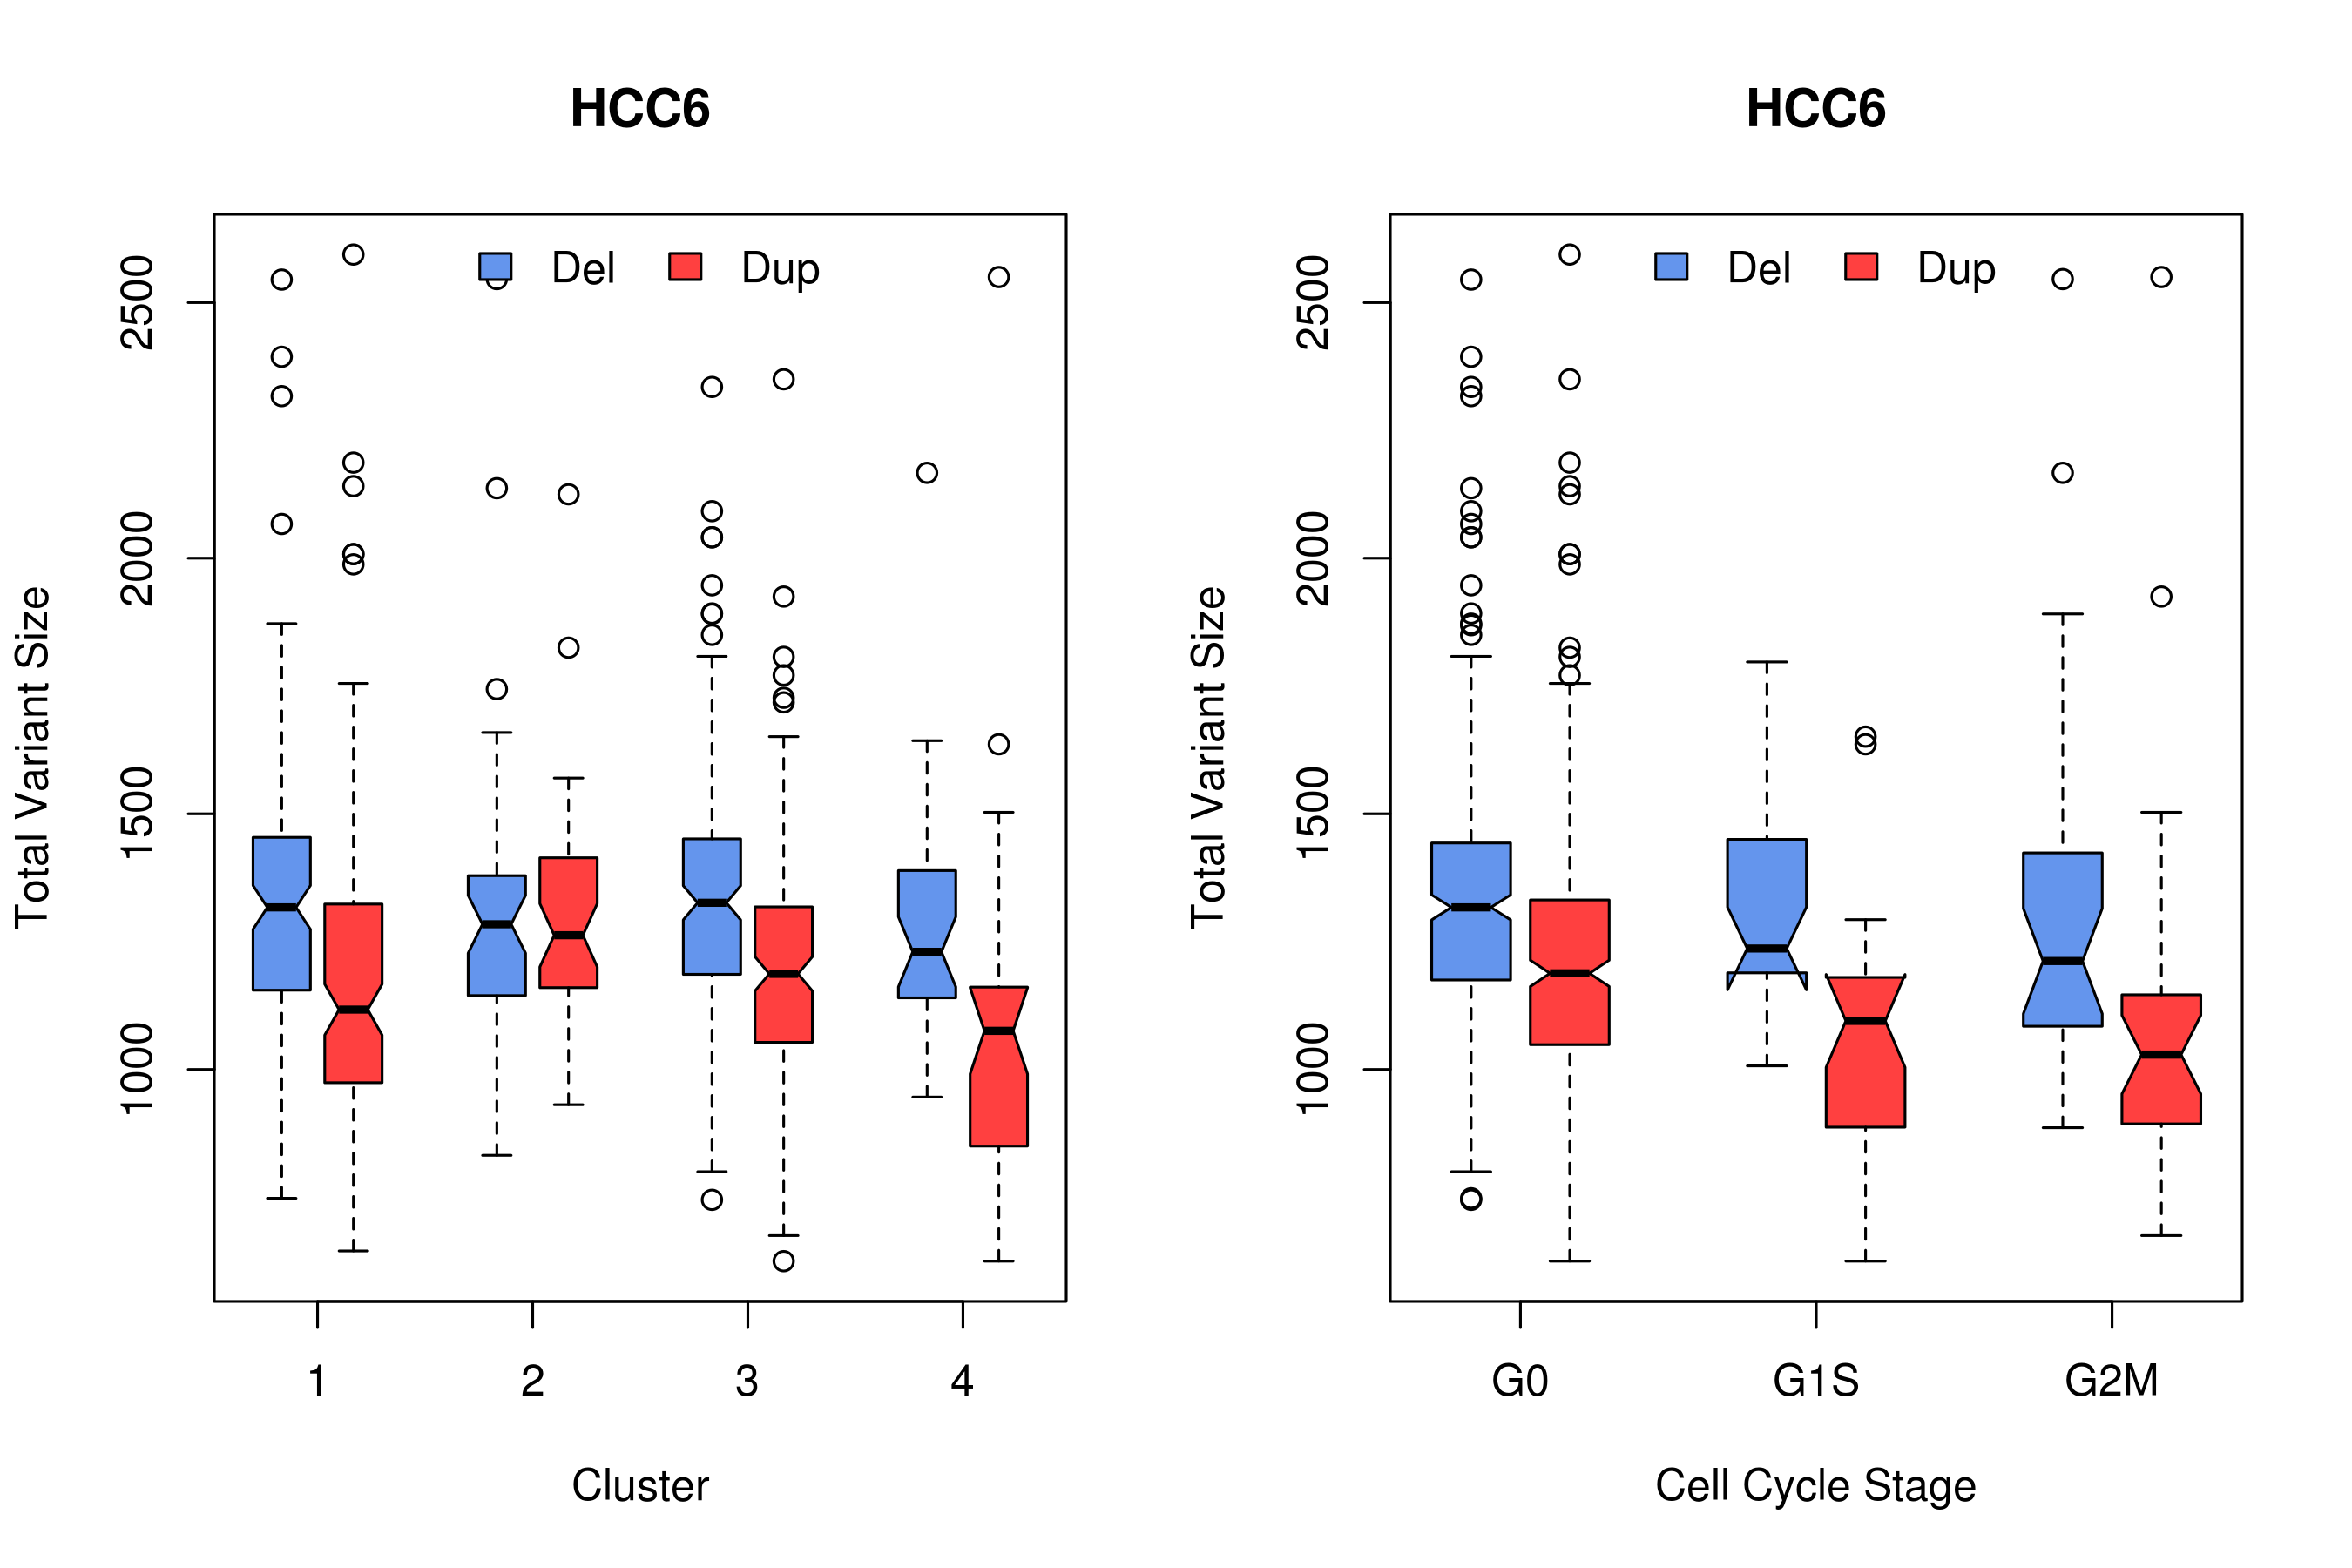 HCC6
Del Dup
Total Variant Size
2500
2000
1500
1000
1 2 3 4
Cluster
HCC6
Del Dup
Total Variant Size
2500
2000
1500
1000
G0 G1S G2M
Cell Cycle Stage